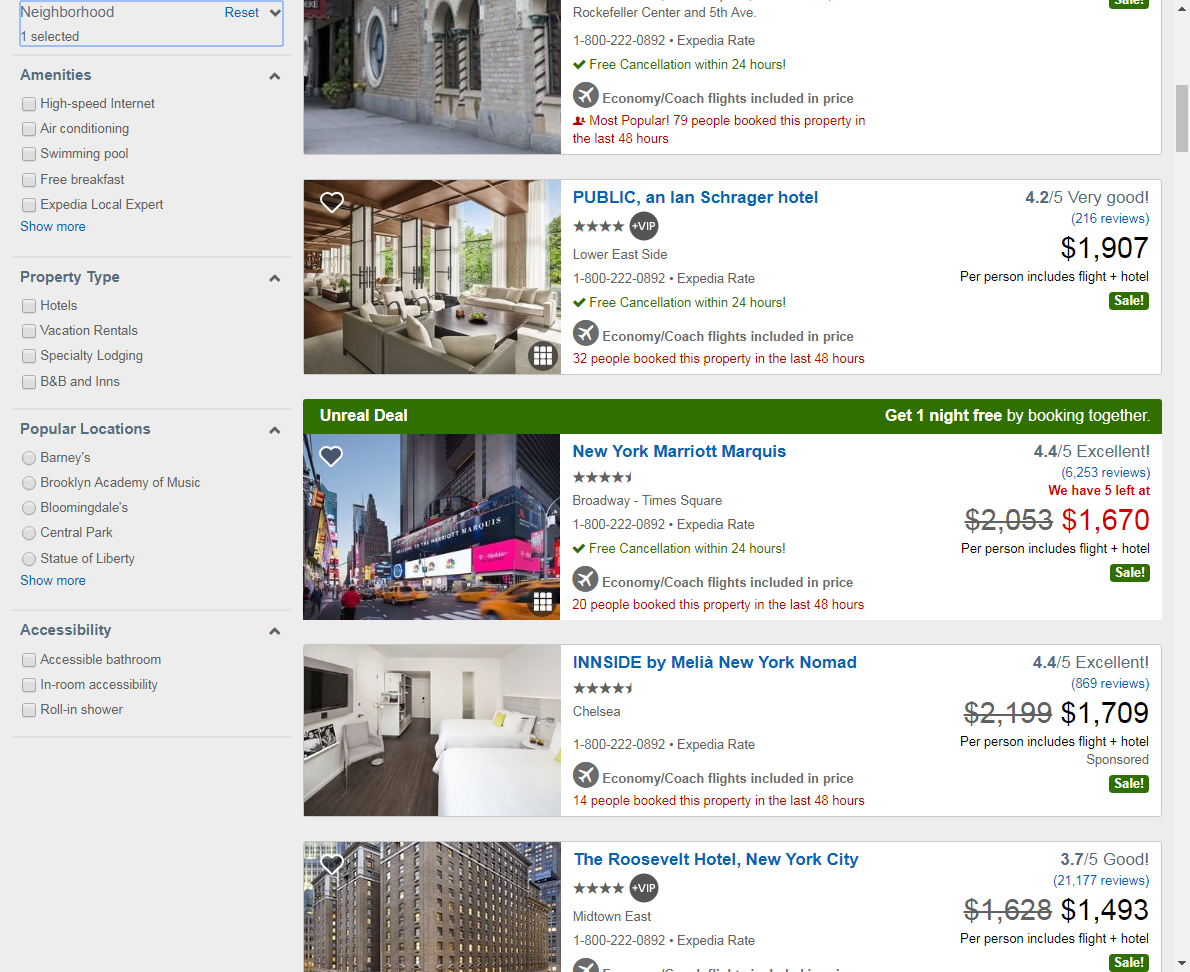 Neighborhood
Reset
1 selected
Amenities
High-speed Internet
Air conditioning
Swimming pool
Free breakfast
Expedia Local Expert
Show more
Property Type
Hotels
Vacation Rentals
Specialty Lodging
B&B and Inns
Popular Locations
Barney's
Brooklyn Academy of Music
Bloomingdale's
Central Park
Statue of Liberty
Show more
Accessibility
Accessible bathroom
In-room accessibility
Roll-in shower
Sale!
Rockefeller Center and 5th Ave.
1-800-222-0892 • Expedia Rate
Free Cancellation within 24 hours!
Economy/Coach flights included in price
Most Popular! 79 people booked this property in
the last 48 hours
PUBLIC, an Ian Schrager hotel
+VIP
Lower East Side
1-800-222-0892 • Expedia Rate
Free Cancellation within 24 hours!
Economy/Coach flights included in price
32 people booked this property in the last 48 hours
4.2/5 Very good!
(216 reviews)
$1,907
Per person includes flight + hotel
Sale!
Unreal Deal
Get 1 night free by booking together.
WELCOME TO THE MARRIOTT MARQUIS
T-Mobile
New York Marriott Marquis
Broadway - Times Square
1-800-222-0892 • Expedia Rate
Free Cancellation within 24 hours!
Economy/Coach flights included in price
20 people booked this property in the last 48 hours
4.4/5 Excellent!
(6,253 reviews)
We have 5 left at
$2,053 $1,670
Per person includes flight + hotel
Sale!
INNSIDE by Melià New York Nomad
Chelsea
1-800-222-0892 • Expedia Rate
Economy/Coach flights included in price
14 people booked this property in the last 48 hours
4.4/5 Excellent!
(869 reviews)
$2,199 $1,709
Per person includes flight + hotel
Sponsored
Sale!
The Roosevelt Hotel, New York City
+VIP
Midtown East
1-800-222-0892 • Expedia Rate
3.7/5 Good!
(21,177 reviews)
$1,628 $1,493
Per person includes flight + hotel
Sale!